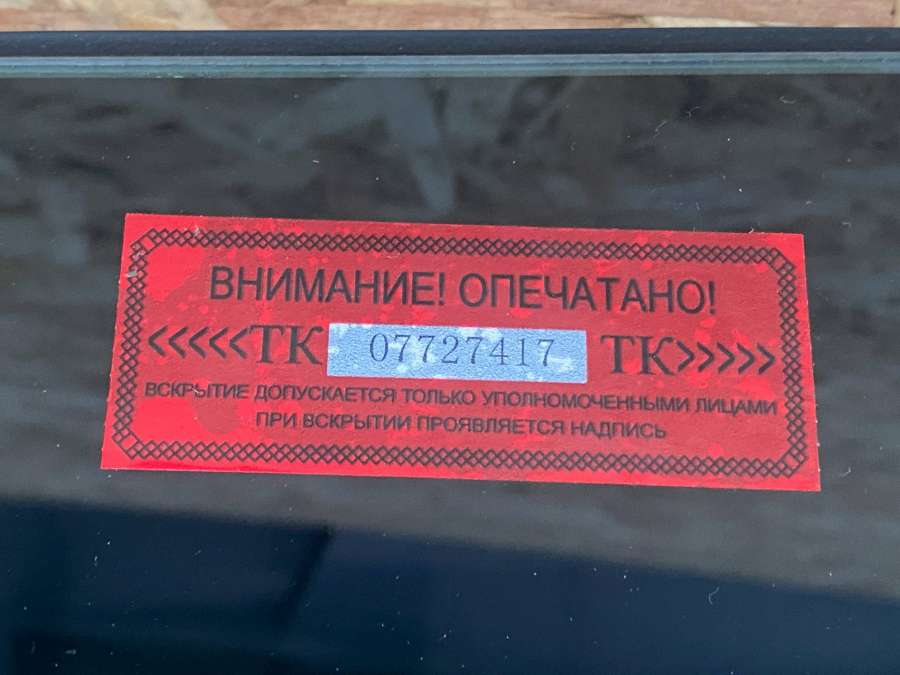 ВНИМАНИЕ! ОПЕЧАТАНО!
<<<<<ТК 07727417 ТК>>>>>
ВСКРЫТИЕ ДОПУСКАЕТСЯ ТОЛЬКО УПОЛНОМОЧЕННЫМИ ЛИЦАМИ
ПРИ ВСКРЫТИИ ПРОЯВЛЯЕТСЯ НАДПИСЬ